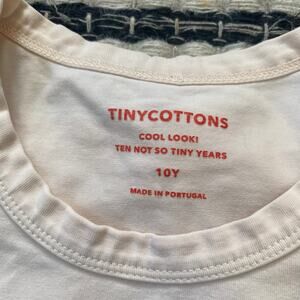 TINYCOTTONS
COOL LOOK!
TEN NOT SO TINY YEARS
10Y
MADE IN PORTUGAL